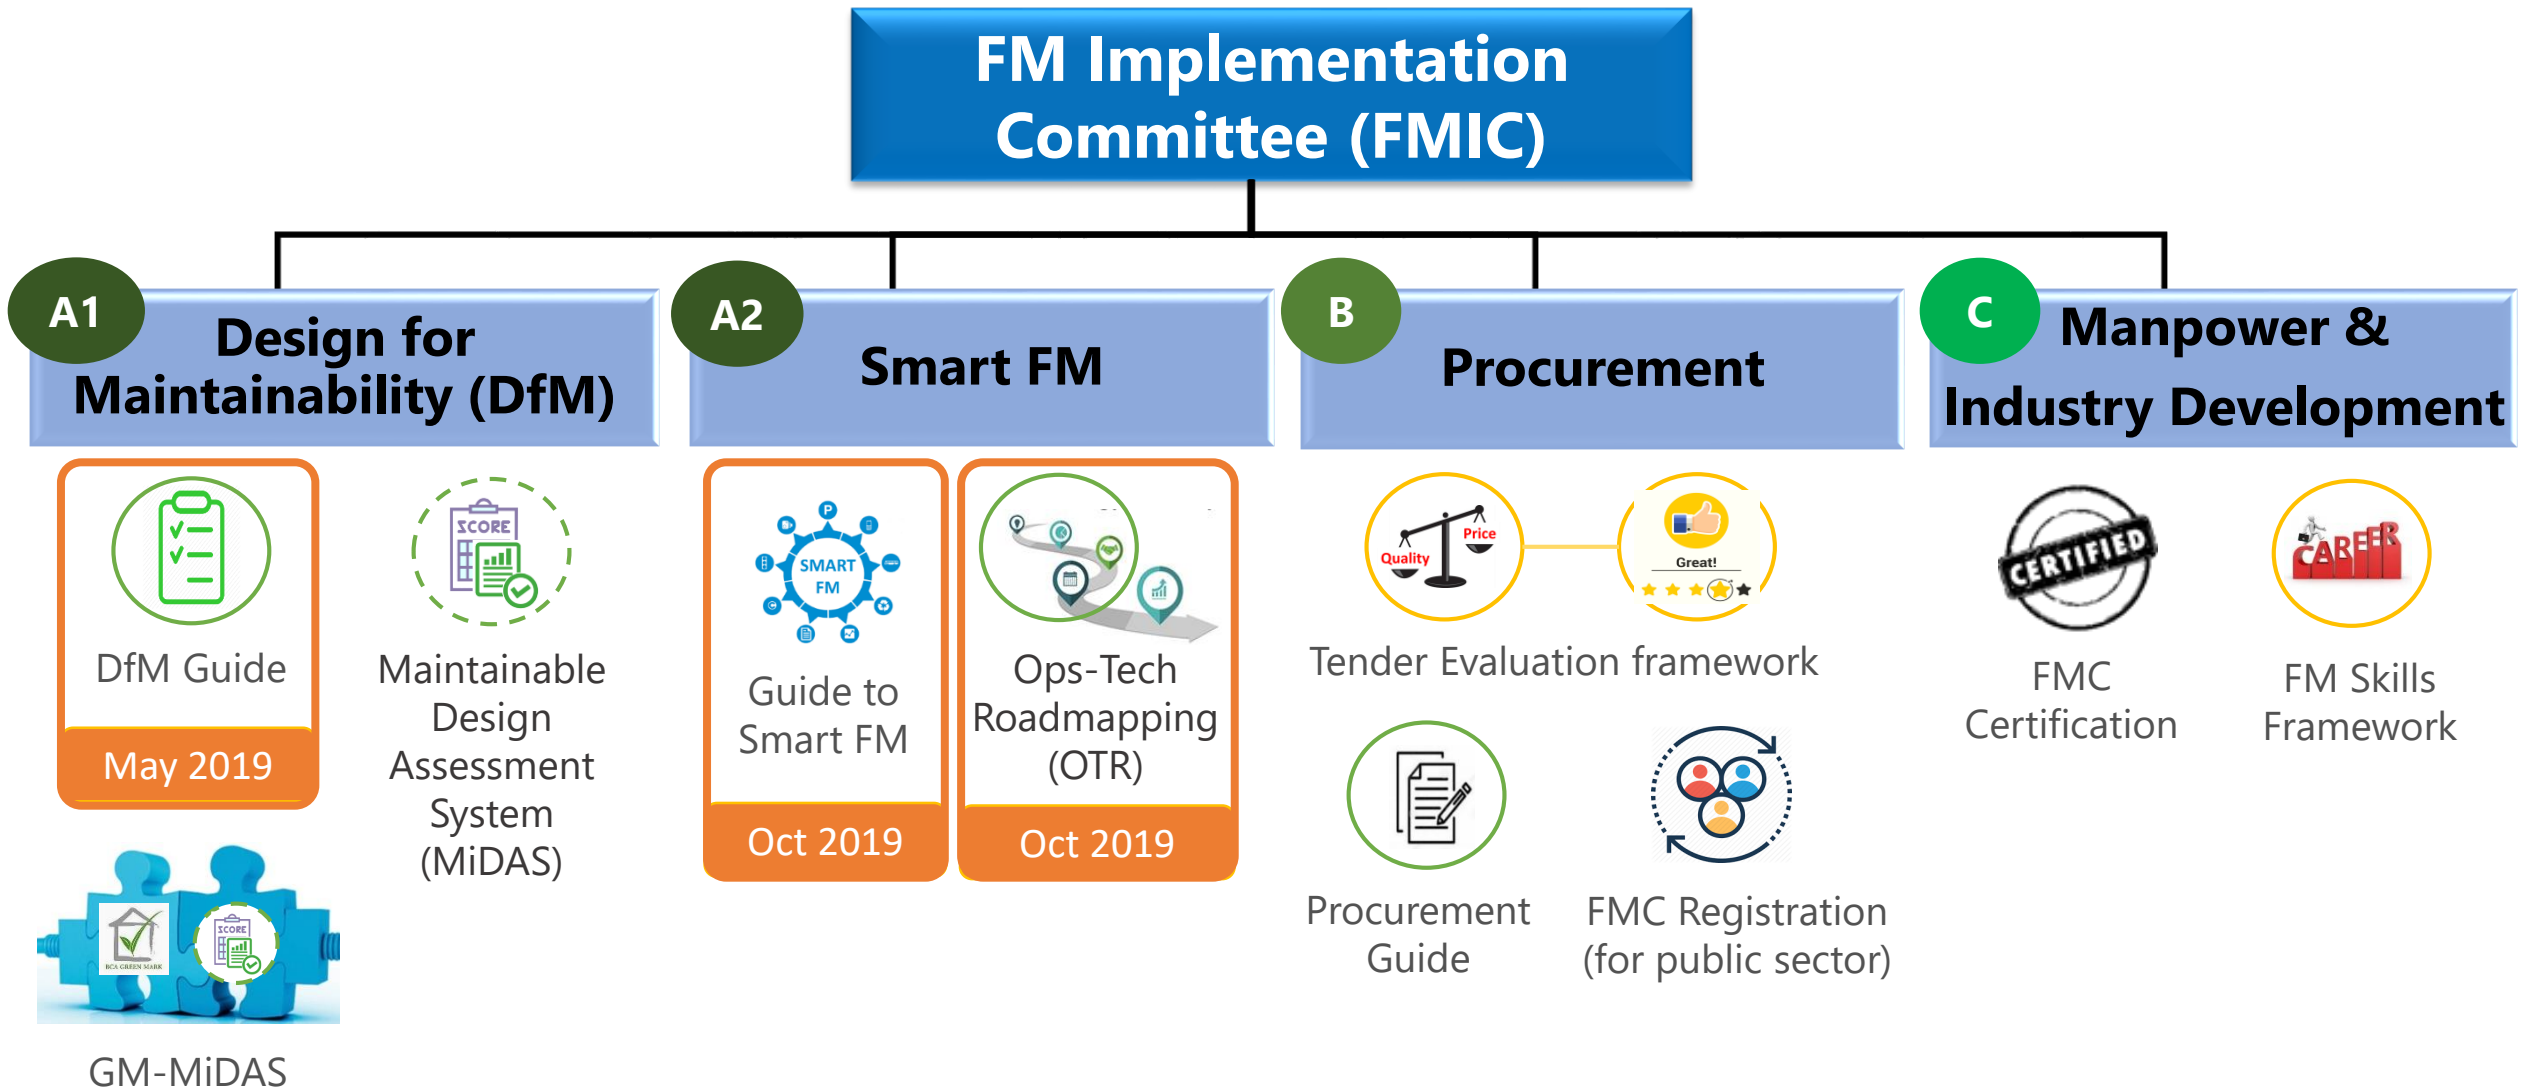 FM Implementation
Committee (FMIC)
A1
Design for
Maintainability (DfM)
A2
Smart FM
B
Procurement
C
Manpower &
Industry Development
DfM Guide
May 2019
SCORE
Maintainable
Design
Assessment
System
(MiDAS)
BCA GREEN MARK
SCORE
GM-MiDAS
P
C
SMART
FM
Guide to
Smart FM
Oct 2019
Ops-Tech
Roadmapping
(OTR)
Oct 2019
Quality
Price
Great!
Tender Evaluation framework
Procurement
Guide
FMC Registration
(for public sector)
CERTIFIED
FMC
Certification
CAREER
FM Skills
Framework